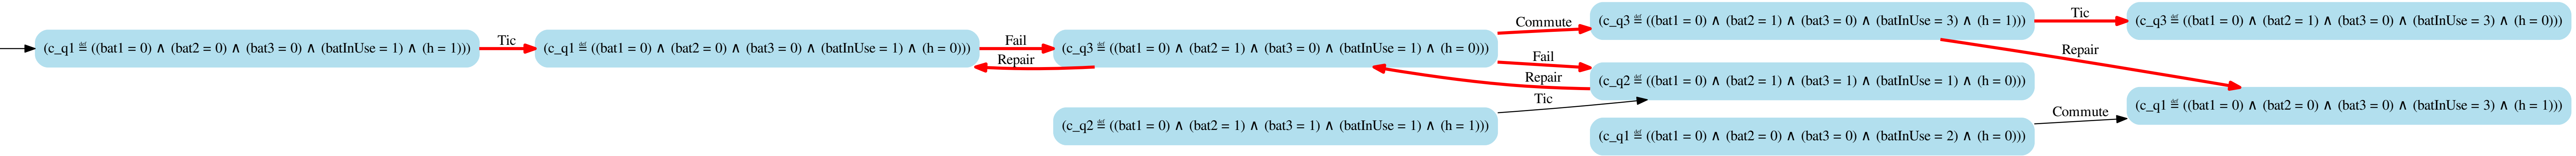 (c_q1 ≝ ((bat1 = 0) ∧ (bat2 = 0) ∧ (bat3 = 0) ∧ (batInUse = 1) ∧ (h = 1)))
Tic
(c_q1 ≝ ((bat1 = 0) ∧ (bat2 = 0) ∧ (bat3 = 0) ∧ (batInUse = 1) ∧ (h = 0)))
Fail
Repair
(c_q3 ≝ ((bat1 = 0) ∧ (bat2 = 1) ∧ (bat3 = 0) ∧ (batInUse = 1) ∧ (h = 0)))
Commute
Fail
Repair
(c_q3 ≝ ((bat1 = 0) ∧ (bat2 = 1) ∧ (bat3 = 0) ∧ (batInUse = 3) ∧ (h = 1)))
Tic
(c_q3 ≝ ((bat1 = 0) ∧ (bat2 = 1) ∧ (bat3 = 0) ∧ (batInUse = 3) ∧ (h = 0)))
Repair
(c_q2 ≝ ((bat1 = 0) ∧ (bat2 = 1) ∧ (bat3 = 1) ∧ (batInUse = 1) ∧ (h = 0)))
Tic
(c_q2 ≝ ((bat1 = 0) ∧ (bat2 = 1) ∧ (bat3 = 1) ∧ (batInUse = 1) ∧ (h = 1)))
(c_q1 ≝ ((bat1 = 0) ∧ (bat2 = 0) ∧ (bat3 = 0) ∧ (batInUse = 2) ∧ (h = 0)))
Commute
(c_q1 ≝ ((bat1 = 0) ∧ (bat2 = 0) ∧ (bat3 = 0) ∧ (batInUse = 3) ∧ (h = 1)))